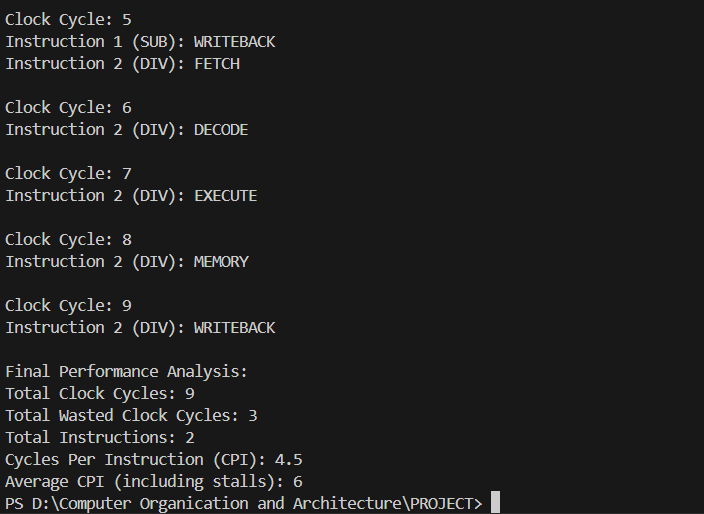 Clock Cycle: 5
Instruction 1 (SUB): WRITEBACK
Instruction 2 (DIV): FETCH
Clock Cycle: 6
Instruction 2 (DIV): DECODE
Clock Cycle: 7
Instruction 2 (DIV): EXECUTE
Clock Cycle: 8
Instruction 2 (DIV): MEMORY
Clock Cycle: 9
Instruction 2 (DIV): WRITEBACK
Final Performance Analysis:
Total Clock Cycles: 9
Total Wasted Clock Cycles: 3
Total Instructions: 2
Cycles Per Instruction (CPI): 4.5
Average CPI (including stalls): 6
PS D:\Computer Organication and Architecture\PROJECT>